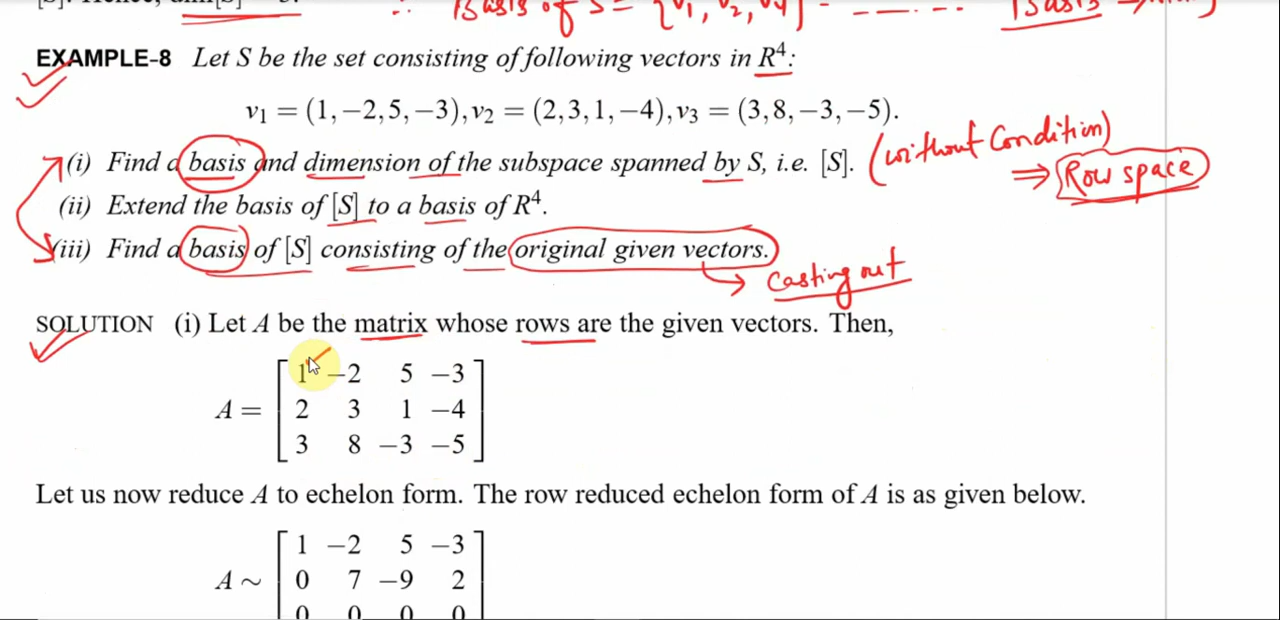 ∴ Basis of S = {v1, v2, v4}
Basis
EXAMPLE-8 Let S be the set consisting of following vectors in R⁴:
v₁ = (1,−2,5,−3), v₂ = (2,3,1,−4), v₃ = (3,8,−3,−5).
(i) Find a basis and dimension of the subspace spanned by S, i.e. [S]. (without Condition)
⇒ Row space
(ii) Extend the basis of [S] to a basis of R⁴.
(iii) Find a basis of [S] consisting of the original given vectors.
→ Casting out
SOLUTION (i) Let A be the matrix whose rows are the given vectors. Then,
1 −2 5 −3
A = 2 3 1 −4
3 8 −3 −5
Let us now reduce A to echelon form. The row reduced echelon form of A is as given below.
1 −2 5 −3
A ∼ 0 7 −9 2
0 0 0 0